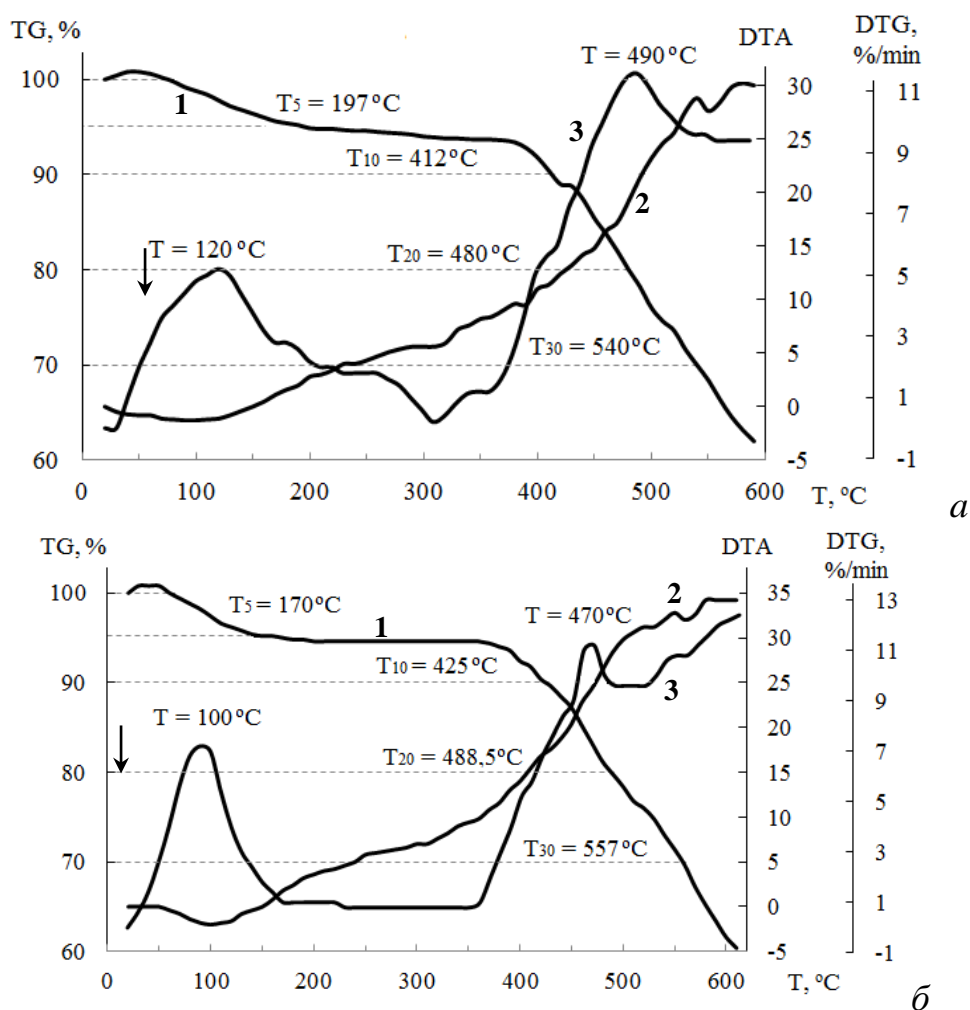 TG, %
DTA
DTG,
%/min
T = 490°C
100
30
11
1
T5 = 197°C
3
25
9
T10 = 412°C
90
20
2
7
T = 120°C
T20 = 480°C
15
80
5
10
T30 = 540°C
3
70
5
1
0
60
-5
-1
0
100
200
300
400
500
600
T, °C
а
TG, %
DTA
DTG,
%/min
100
35
13
T5 = 170°C
T = 470°C
2
1
30
11
T10 = 425°C
90
3
25
9
T = 100°C
20
T20 = 488,5°C
7
80
15
5
10
T30 = 557°C
70
5
3
0
1
60
-5
-1
0
100
200
300
400
500
600
T, °C
б